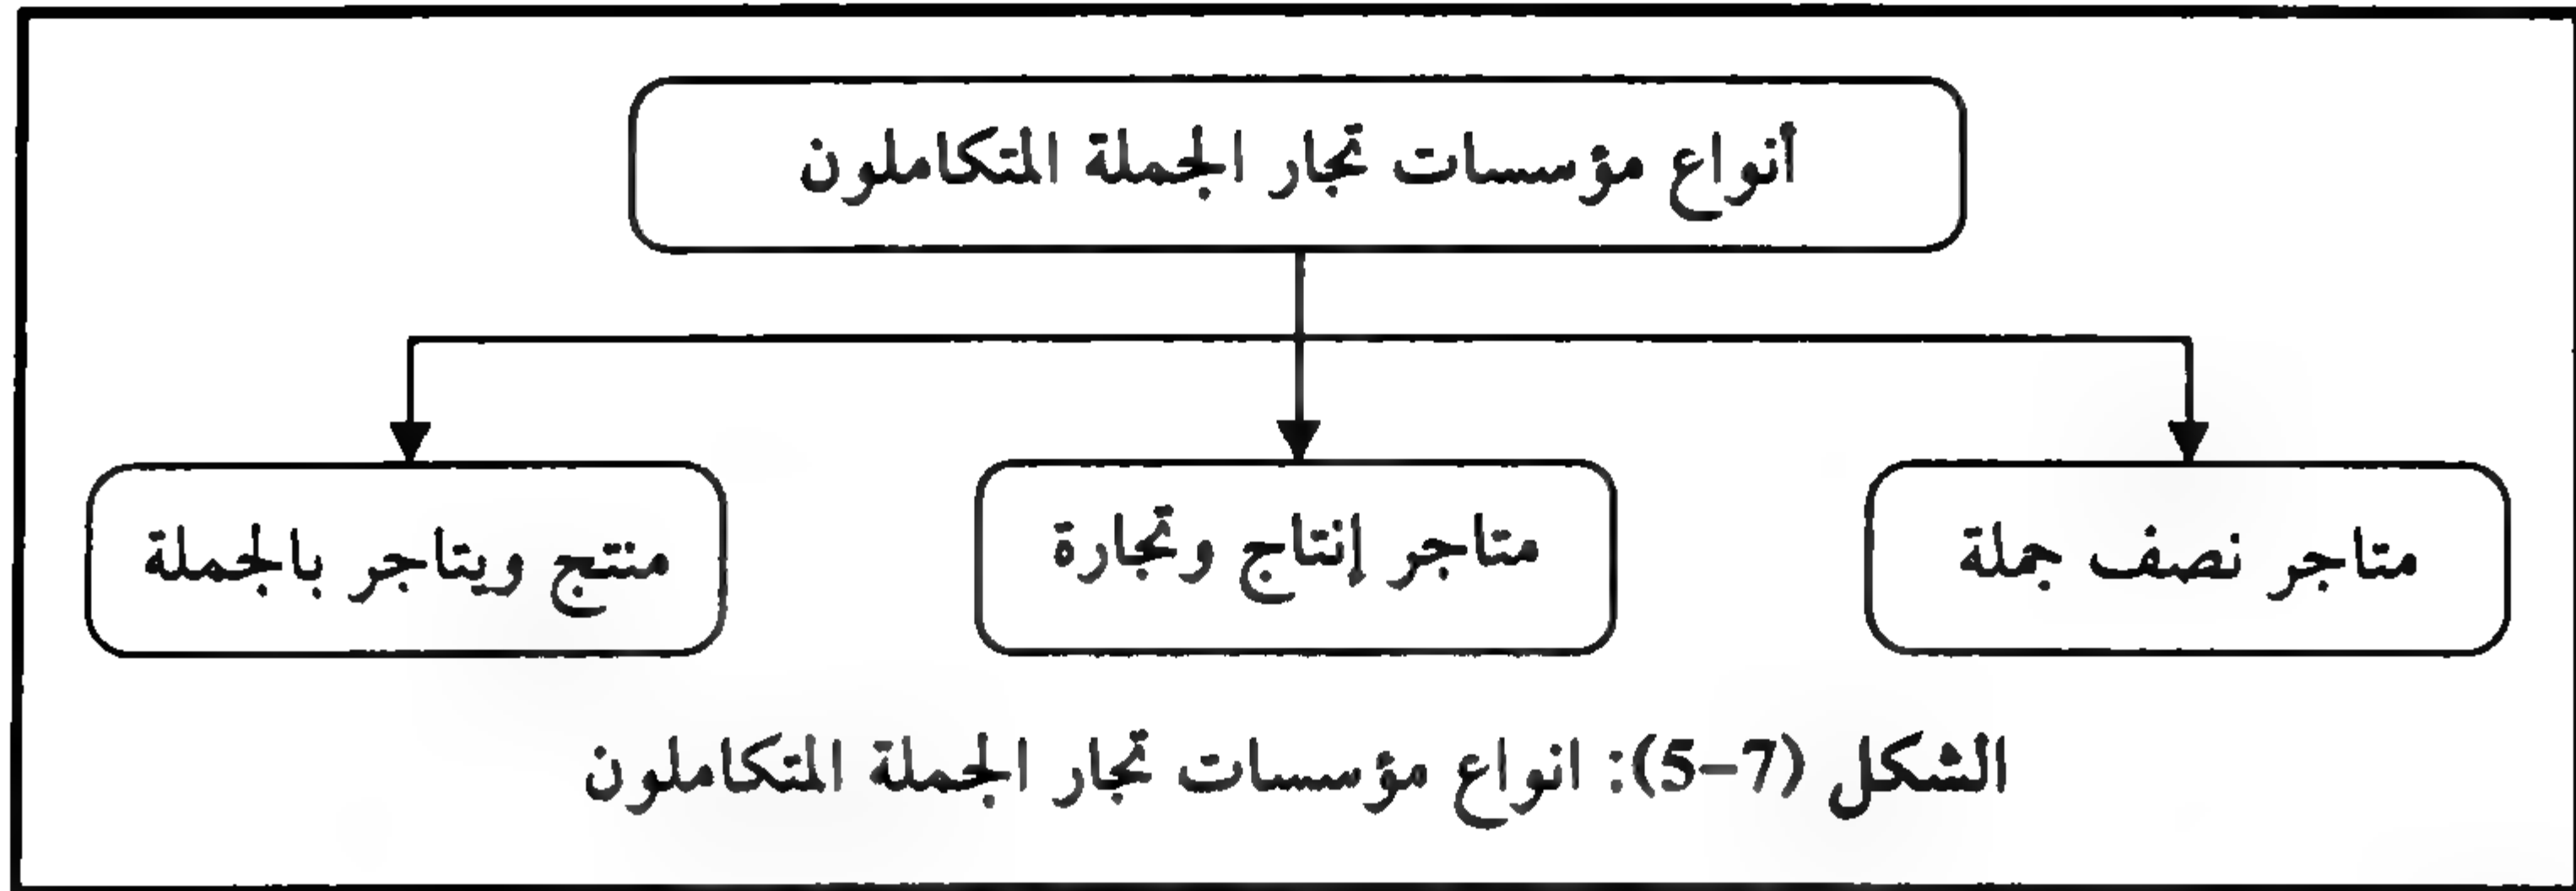 أنواع مؤسسات تجار الجملة المتكاملون
متاجر نصف جملة
متاجر إنتاج وتجارة
منتج ويتاجر بالجملة
الشكل (7-5): انواع مؤسسات تجار الجملة المتكاملون